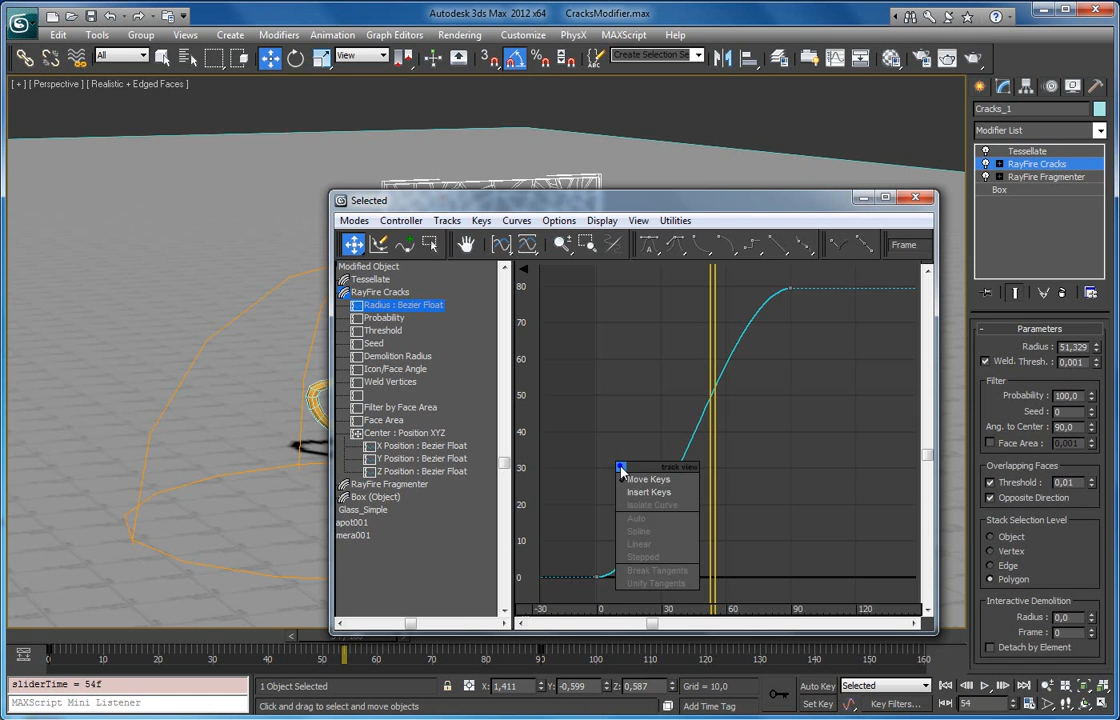 Autodesk 3ds Max 2012 x64 CracksModifier.max
Edit Tools Group Views Create Modifiers Animation Graph Editors Rendering Customize PhysX MAXScript Help
All View Create Selection Se
[ + ] [ Perspective ] [ Realistic + Edged Faces ]
Cracks_1
Modifier List
Tessellate
RayFire Cracks
RayFire Fragmenter
Box
Selected
Modes Controller Tracks Keys Curves Options Display View Utilities
Frame
Modified Object
Tessellate
RayFire Cracks
Radius : Bezier Float
Probability
Threshold
Seed
Demolition Radius
Icon/Face Angle
Weld Vertices
Filter by Face Area
Face Area
Center : Position XYZ
X Position : Bezier Float
Y Position : Bezier Float
Z Position : Bezier Float
RayFire Fragmenter
Box (Object)
Glass_Simple
apot001
mera001
80
70
60
50
40
30
20
10
0
-30 0 30 60 90 120
track view
Move Keys
Insert Keys
Isolate Curve
Auto
Spline
Linear
Stepped
Break Tangents
Unify Tangents
Parameters
Radius : 51,329
Weld. Thresh. : 0,001
Filter
Probability : 100,0
Seed : 0
Ang. to Center : 90,0
Face Area : 0,001
Overlapping Faces
Threshold : 0,01
Opposite Direction
Stack Selection Level
Object
Vertex
Edge
Polygon
Interactive Demolition
Radius : 0,0
Frame : 0
Detach by Element
0 10 20 30 40 50 60 70 80 90 100 110 120 130 140 150 160
sliderTime = 54f
MAXScript Mini Listener
1 Object Selected X: 1,411 Y: -0,599 Z: 0,587 Grid = 10,0 Auto Key Selected
Click and drag to select and move objects Add Time Tag Set Key Key Filters... 54